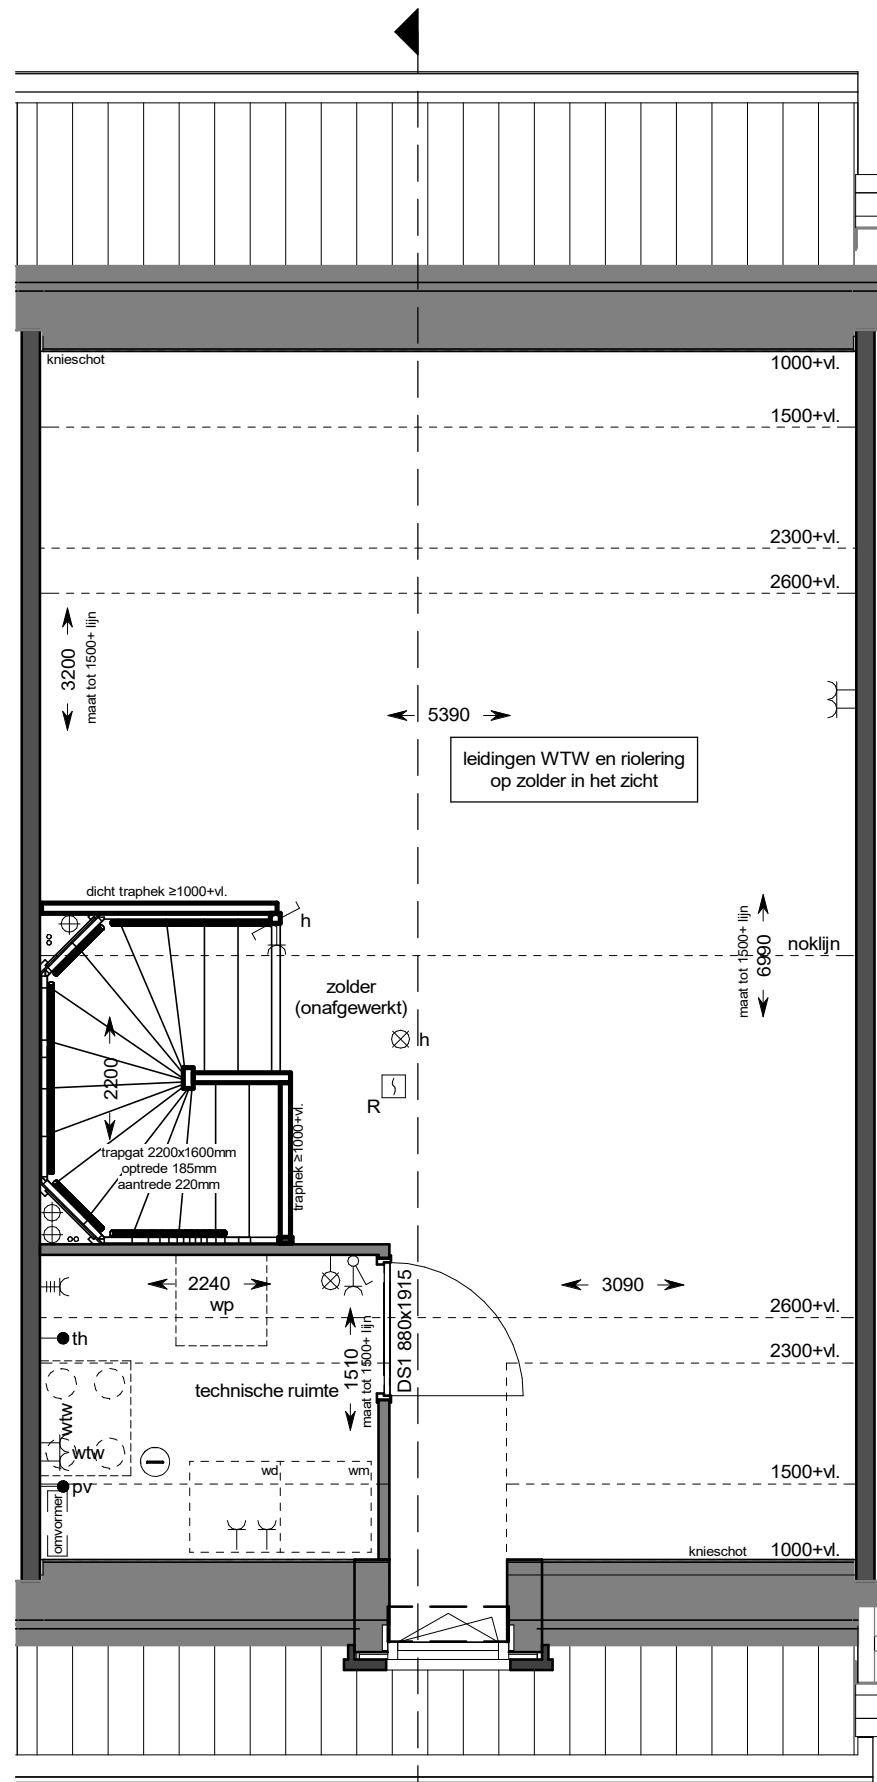 knieschot
1000+vl.
1500+vl.
2300+vl.
2600+vl.
3200
maat tot 1500+ lijn
5390
leidingen WTW en riolering
op zolder in het zicht
dicht traphek ≥1000+vl.
h
noklijn
6990
maat tot 1500+ lijn
zolder
(onafgewerkt)
h
R
2200
trapgat 2200x1600mm
optrede 185mm
aantrede 220mm
traphek ≥1000+vl.
2240
wp
3090
DS1 880x1915
1510
maat tot 1500+ lijn
2600+vl.
th
2300+vl.
technische ruimte
wtw
wtw
wd
wm
1500+vl.
pv
omvormer
knieschot
1000+vl.